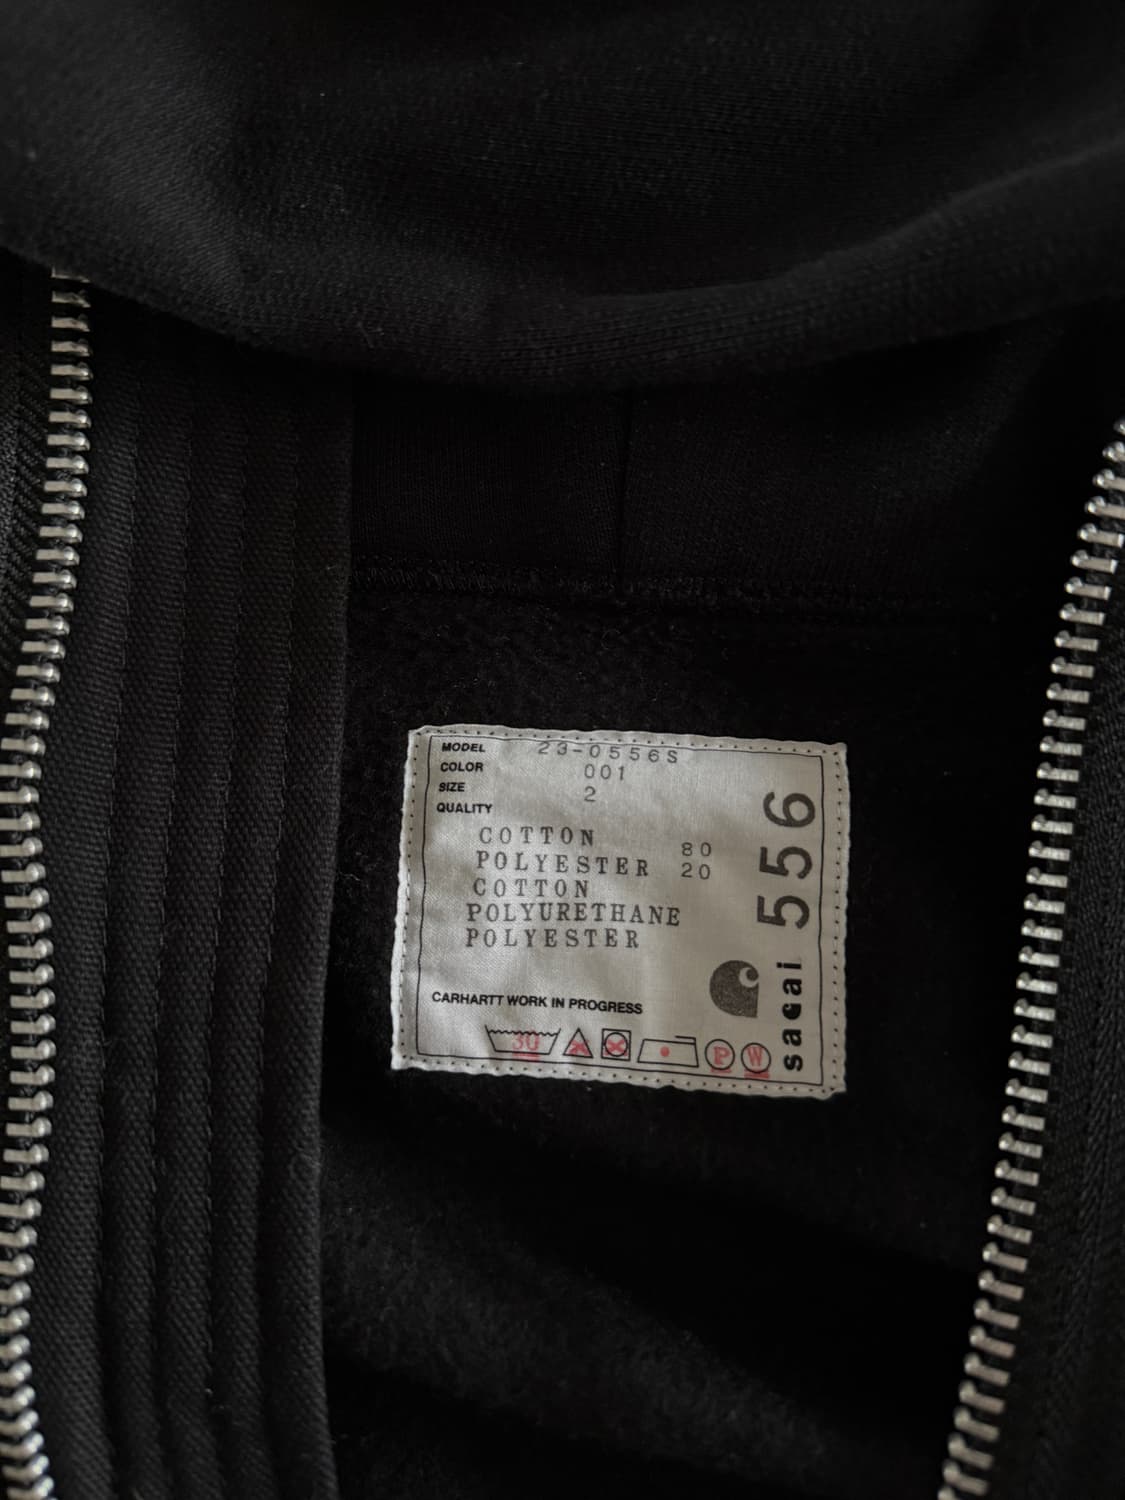 MODEL 23-0556S
COLOR 001
SIZE 2
QUALITY
COTTON 80
POLYESTER 20
COTTON
POLYURETHANE
POLYESTER
CARHARTT WORK IN PROGRESS
30
P
W
sacai 556